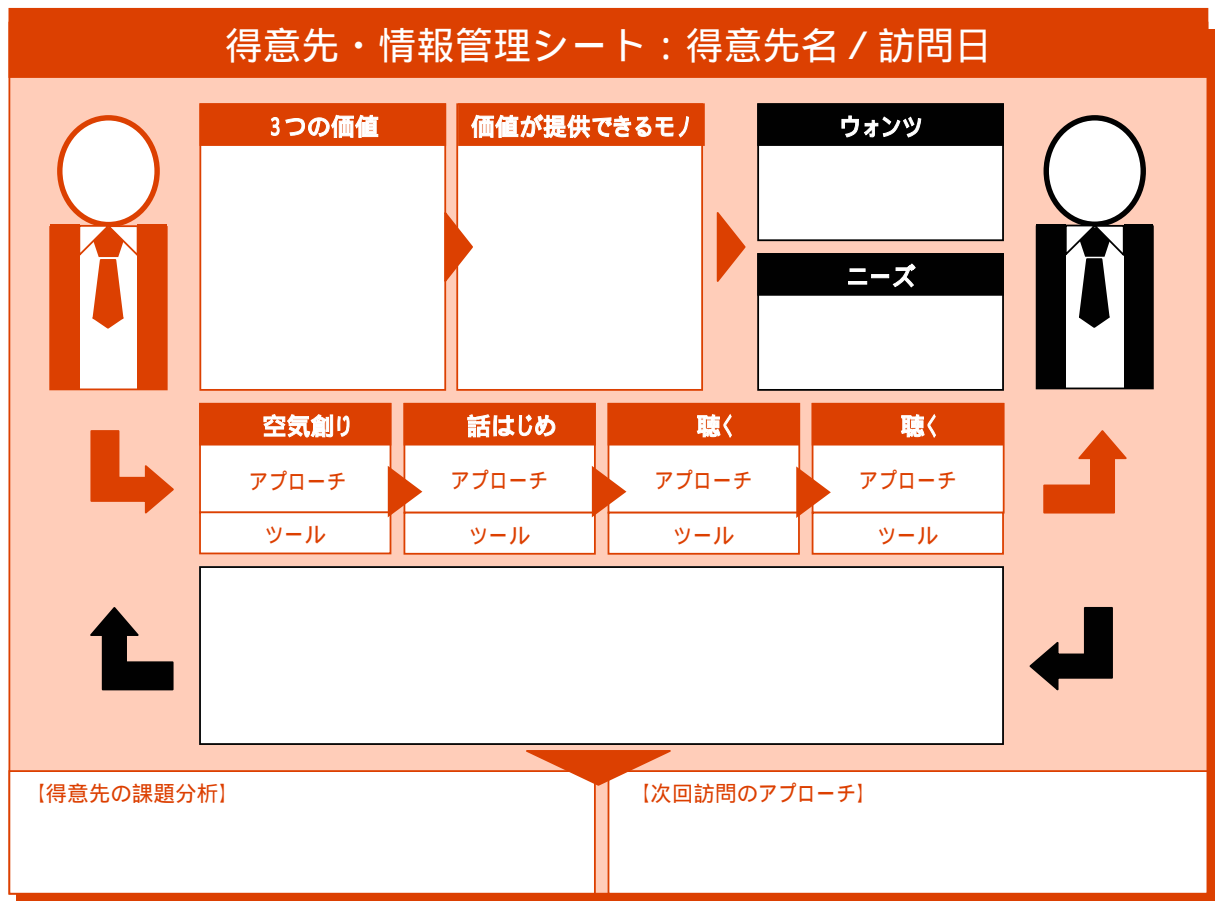 得意先・情報管理シート：得意先名／訪問日
3つの価値
価値が提供できるモノ
ウォンツ
ニーズ
空気創り
話はじめ
聴く
聴く
アプローチ
アプローチ
アプローチ
アプローチ
ツール
ツール
ツール
ツール
【得意先の課題分析】
【次回訪問のアプローチ】